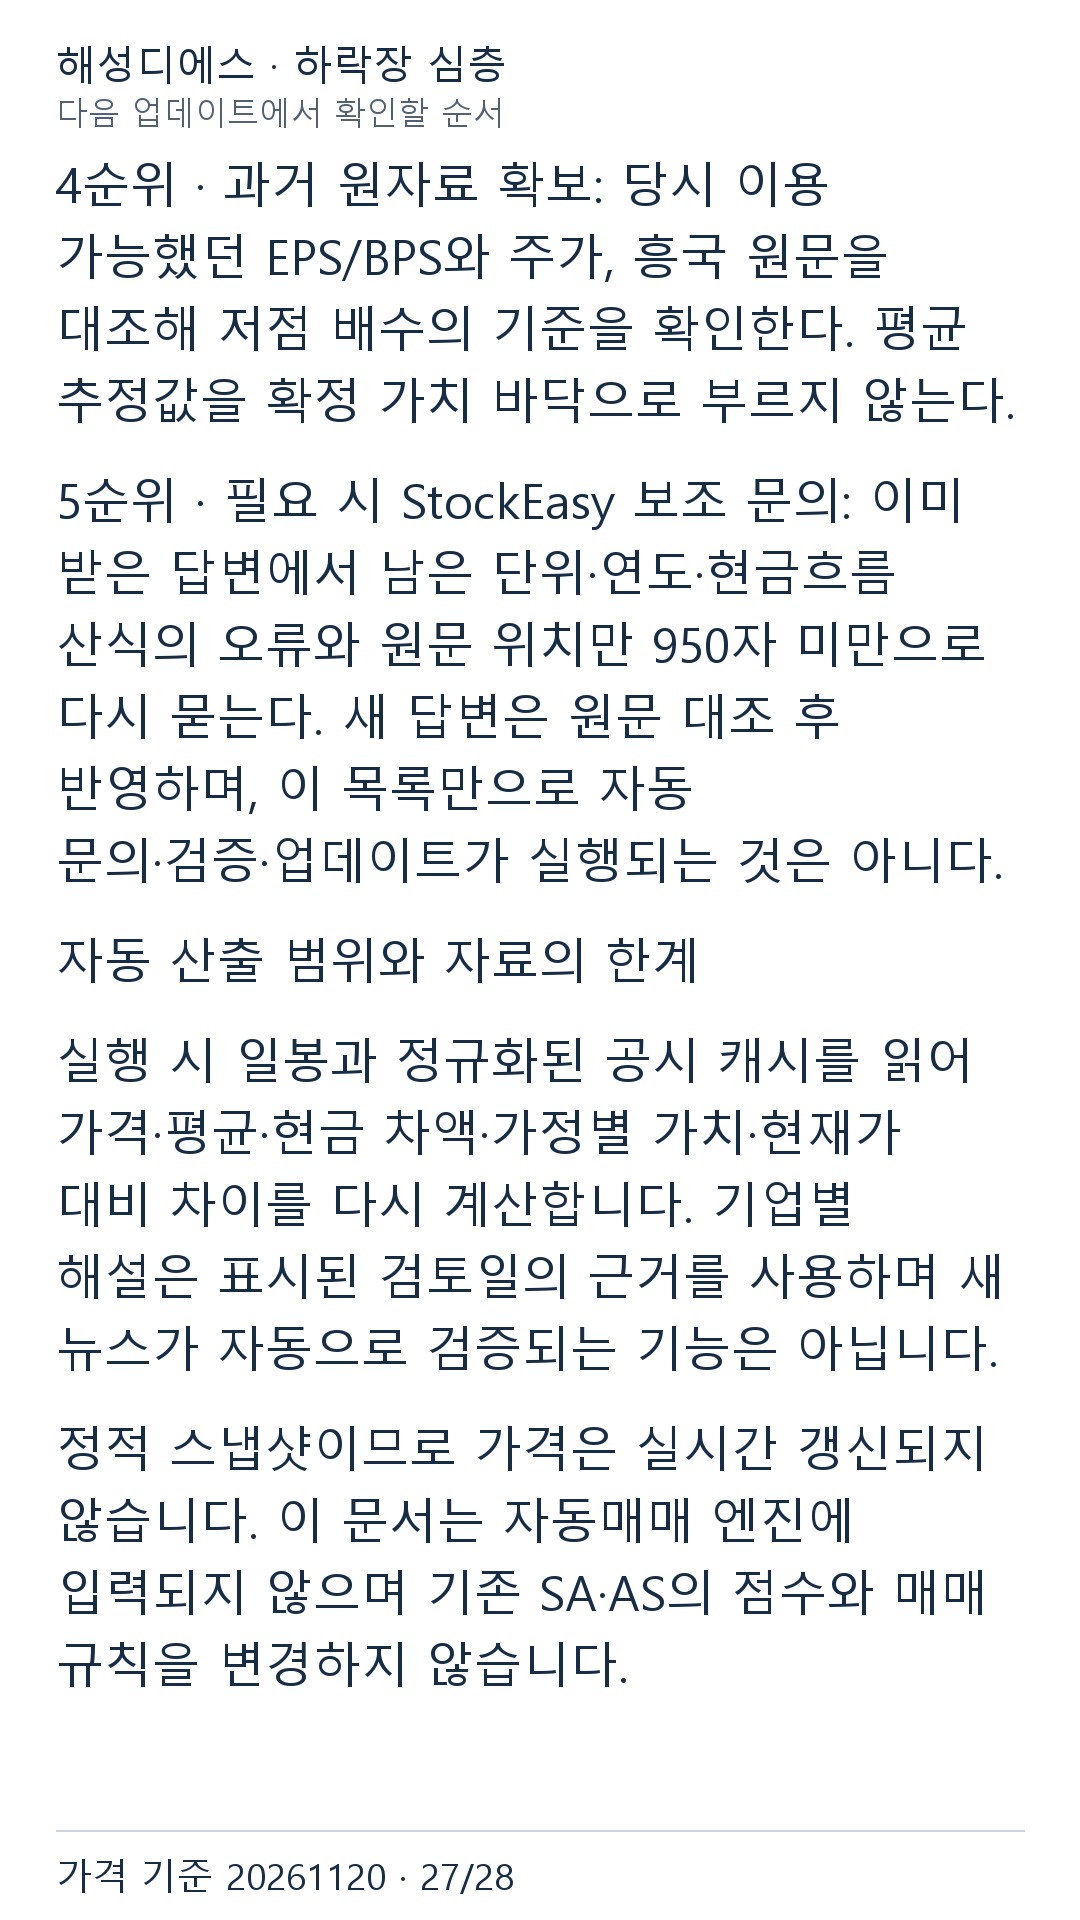 해성디에스 · 하락장 심층
다음 업데이트에서 확인할 순서
4순위 · 과거 원자료 확보: 당시 이용
가능했던 EPS/BPS와 주가, 흥국 원문을
대조해 저점 배수의 기준을 확인한다. 평균
추정값을 확정 가치 바닥으로 부르지 않는다.
5순위 · 필요 시 StockEasy 보조 문의: 이미
받은 답변에서 남은 단위·연도·현금흐름
산식의 오류와 원문 위치만 950자 미만으로
다시 묻는다. 새 답변은 원문 대조 후
반영하며, 이 목록만으로 자동
문의·검증·업데이트가 실행되는 것은 아니다.
자동 산출 범위와 자료의 한계
실행 시 일봉과 정규화된 공시 캐시를 읽어
가격·평균·현금 차액·가정별 가치·현재가
대비 차이를 다시 계산합니다. 기업별
해설은 표시된 검토일의 근거를 사용하며 새
뉴스가 자동으로 검증되는 기능은 아닙니다.
정적 스냅샷이므로 가격은 실시간 갱신되지
않습니다. 이 문서는 자동매매 엔진에
입력되지 않으며 기존 SA·AS의 점수와 매매
규칙을 변경하지 않습니다.
가격 기준 20261120 · 27/28